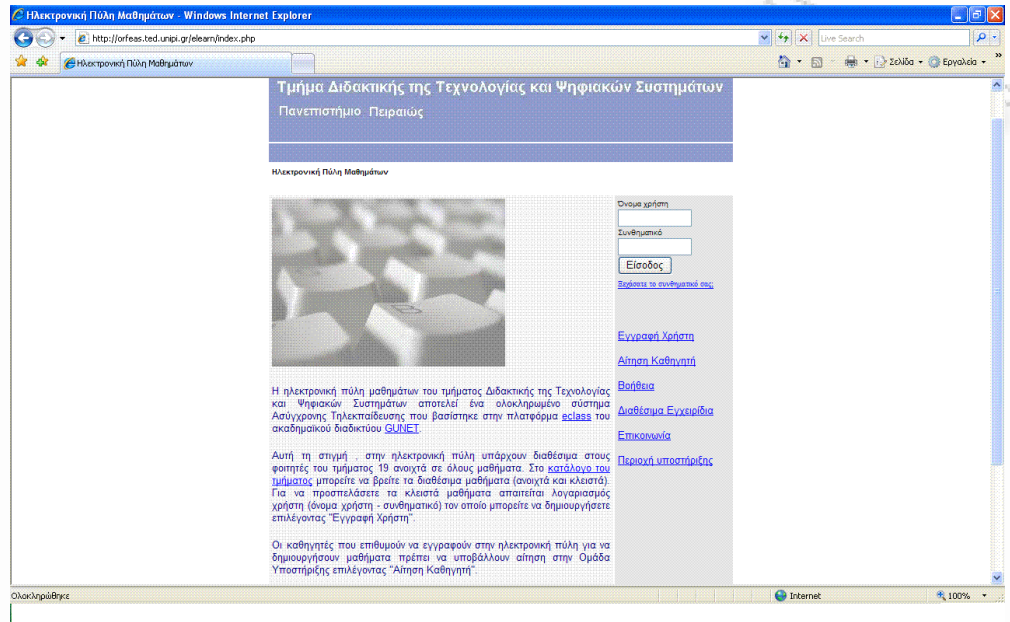 Ηλεκτρονική Πύλη Μαθημάτων - Windows Internet Explorer
http://orfeas.ted.unipi.gr/elearn/index.php
Live Search
Ηλεκτρονική Πύλη Μαθημάτων
Σελίδα
Εργαλεία
Τμήμα Διδακτικής της Τεχνολογίας και Ψηφιακών Συστημάτων
Πανεπιστήμιο Πειραιώς
Ηλεκτρονική Πύλη Μαθημάτων
Όνομα χρήστη
Συνθηματικό
Είσοδος
Ξεχάσατε το συνθηματικό σας;
Εγγραφή Χρήστη
Αίτηση Καθηγητή
Βοήθεια
Διαθέσιμα Εγχειρίδια
Επικοινωνία
Περιοχή υποστήριξης
Η ηλεκτρονική πύλη μαθημάτων του τμήματος Διδακτικής της Τεχνολογίας
και Ψηφιακών Συστημάτων αποτελεί ένα ολοκληρωμένο σύστημα
Ασύγχρονης Τηλεκπαίδευσης που βασίστηκε στην πλατφόρμα eclass του
ακαδημαϊκού διαδικτύου GUNET.
Αυτή τη στιγμή , στην ηλεκτρονική πύλη υπάρχουν διαθέσιμα στους
φοιτητές του τμήματος 19 ανοιχτά σε όλους μαθήματα. Στο κατάλογο του
τμήματος μπορείτε να βρείτε τα διαθέσιμα μαθήματα (ανοιχτά και κλειστά).
Για να προσπελάσετε τα κλειστά μαθήματα απαιτείται λογαριασμός
χρήστη (όνομα χρήστη - συνθηματικό) τον οποίο μπορείτε να δημιουργήσετε
επιλέγοντας "Εγγραφή Χρήστη".
Οι καθηγητές που επιθυμούν να εγγραφούν στην ηλεκτρονική πύλη για να
δημιουργήσουν μαθήματα πρέπει να υποβάλλουν αίτηση στην Ομάδα
Υποστήριξης επιλέγοντας "Αίτηση Καθηγητή".
Ολοκληρώθηκε
Internet
100%